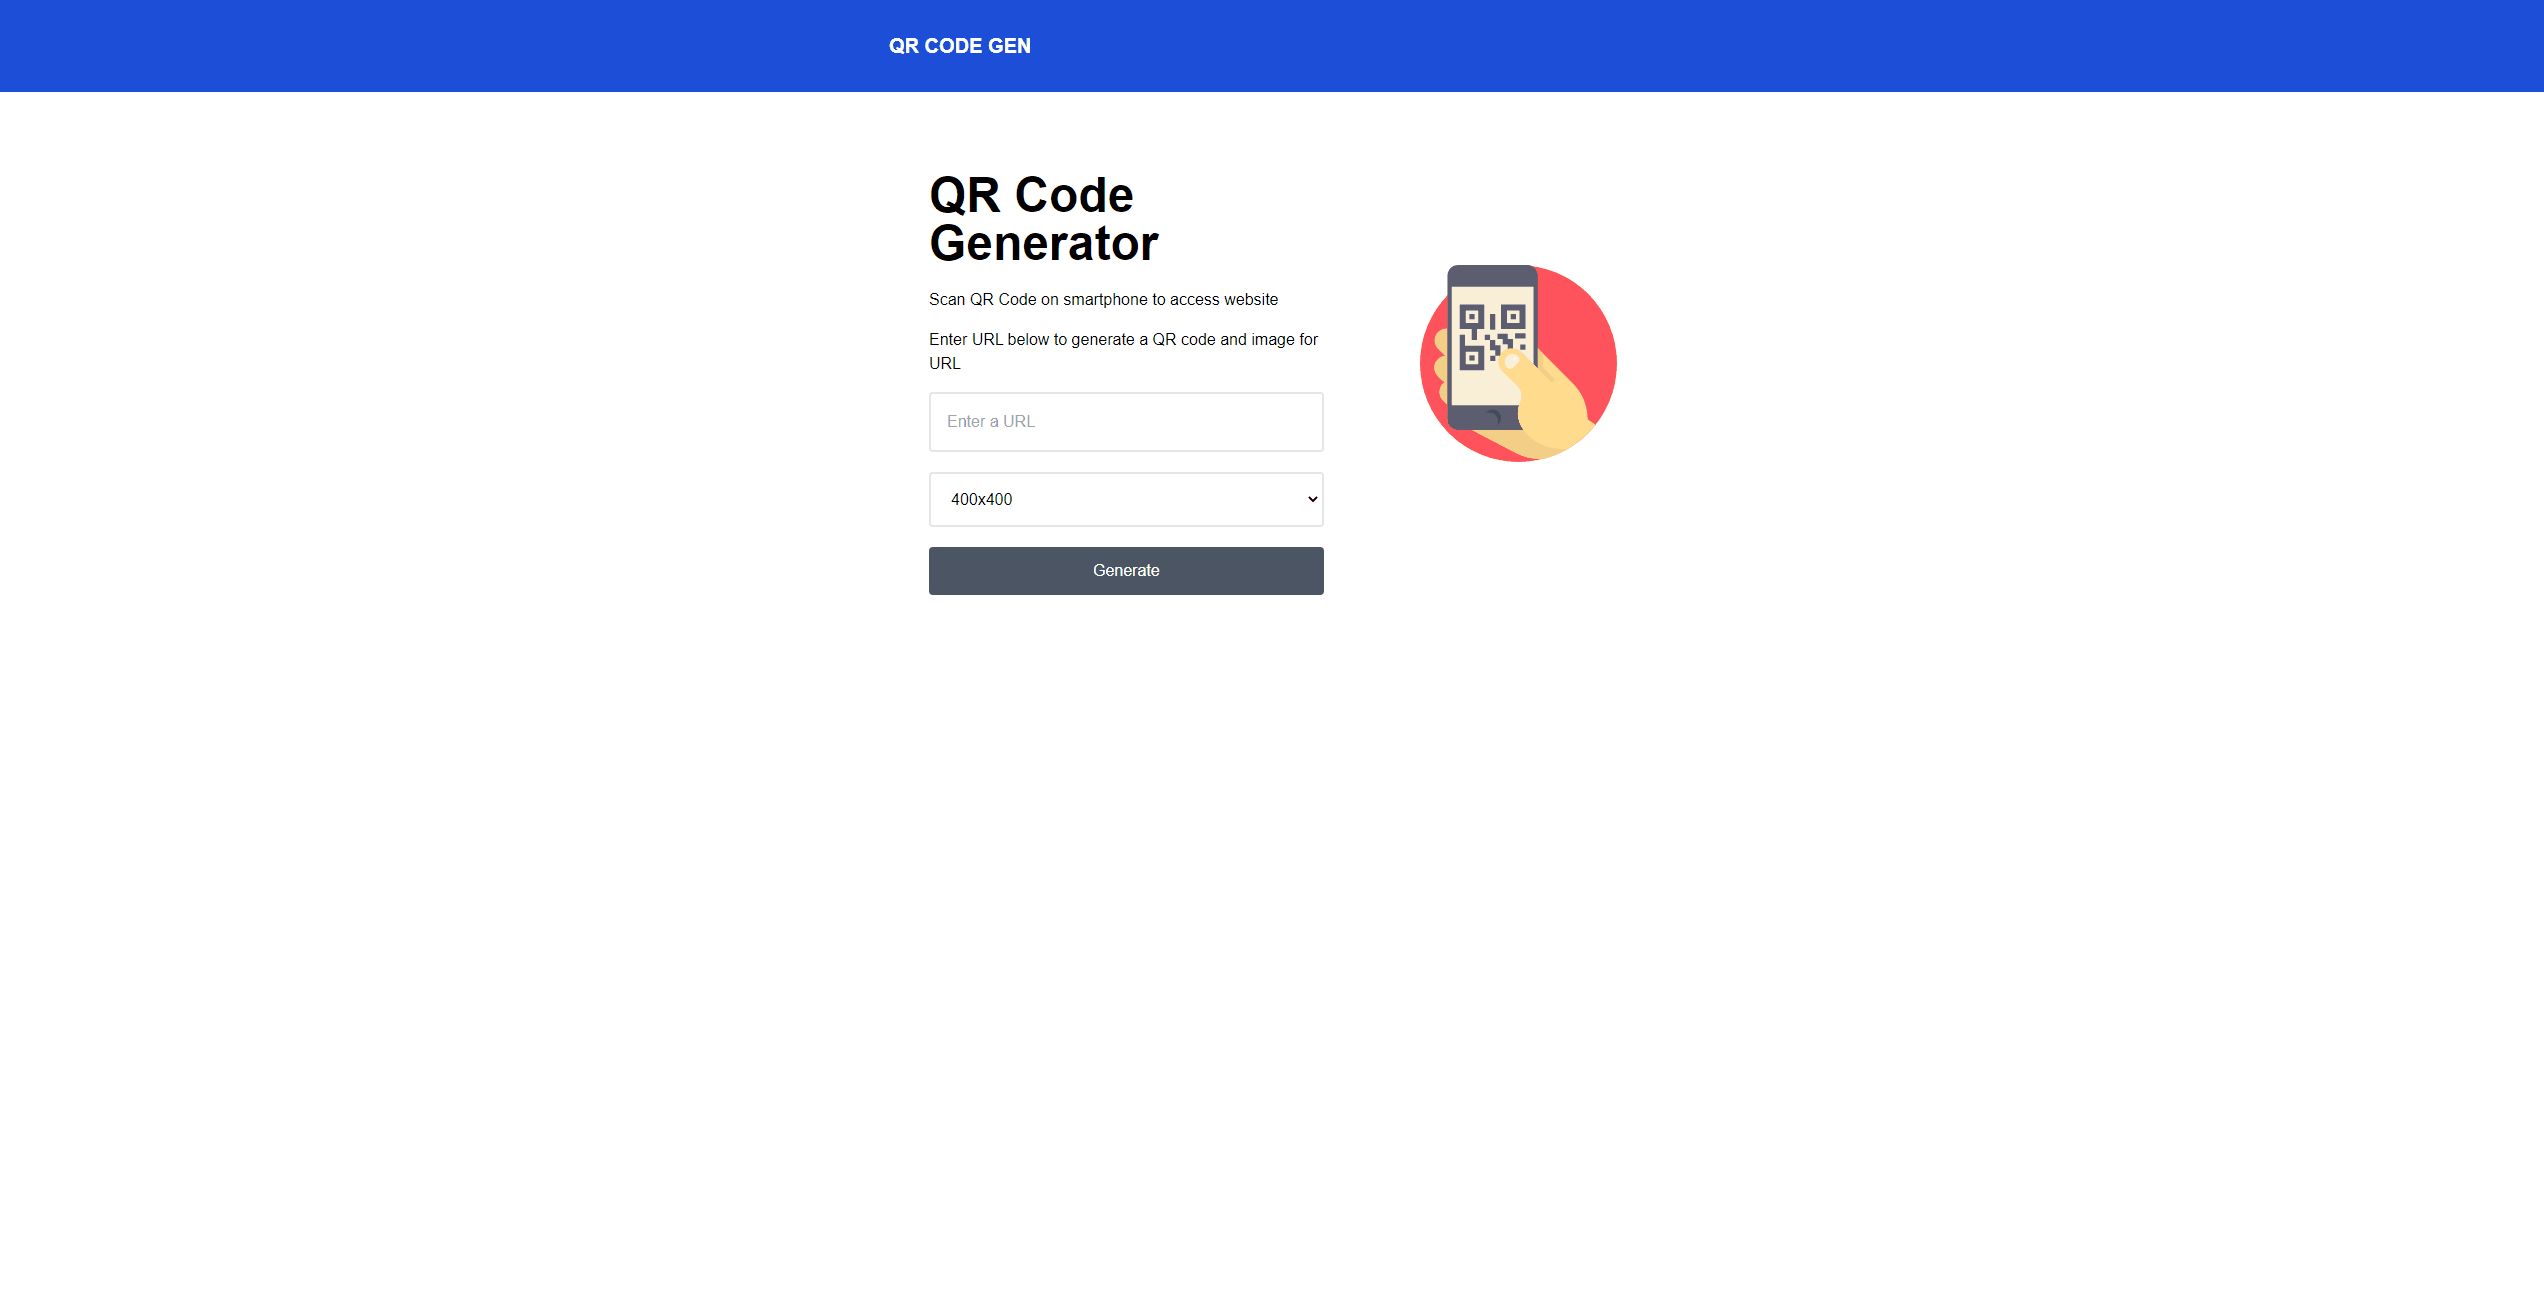 QR CODE GEN
QR Code
Generator
Scan QR Code on smartphone to access website
Enter URL below to generate a QR code and image for
URL
Enter a URL
400x400
Generate